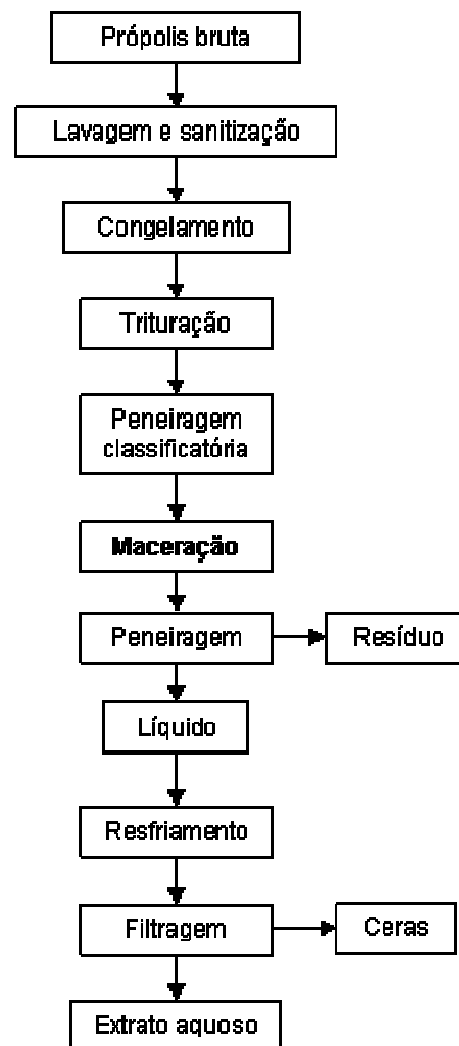 Própolis bruta
Lavagem e sanitização
Congelamento
Trituração
Peneiragem
classificatória
Maceração
Peneiragem
Resíduo
Líquido
Resfriamento
Filtragem
Ceras
Extrato aquoso